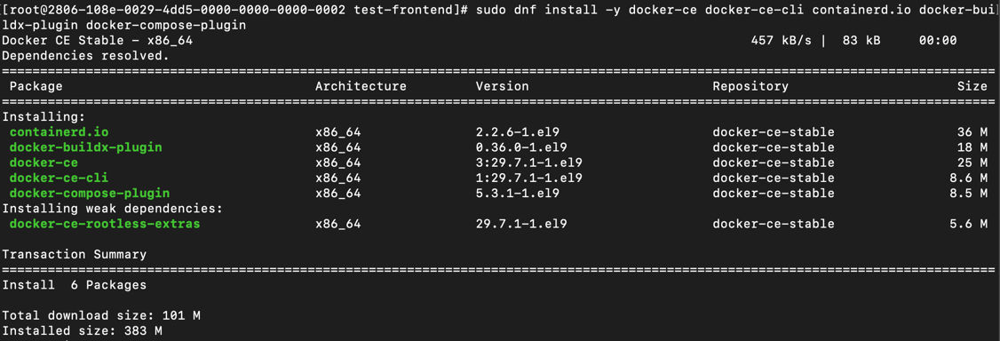 [[root@2806-108e-0029-4dd5-0000-0000-0000-0002 test-frontend]# sudo dnf install -y docker-ce docker-ce-cli containerd.io docker-bui]
ldx-plugin docker-compose-plugin
Docker CE Stable - x86_64 457 kB/s | 83 kB 00:00
Dependencies resolved.
================================================================================
Package Architecture Version Repository Size
================================================================================
Installing:
containerd.io x86_64 2.2.6-1.el9 docker-ce-stable 36 M
docker-buildx-plugin x86_64 0.36.0-1.el9 docker-ce-stable 18 M
docker-ce x86_64 3:29.7.1-1.el9 docker-ce-stable 25 M
docker-ce-cli x86_64 1:29.7.1-1.el9 docker-ce-stable 8.6 M
docker-compose-plugin x86_64 5.3.1-1.el9 docker-ce-stable 8.5 M
Installing weak dependencies:
docker-ce-rootless-extras x86_64 29.7.1-1.el9 docker-ce-stable 5.6 M
Transaction Summary
================================================================================
Install 6 Packages
Total download size: 101 M
Installed size: 383 M